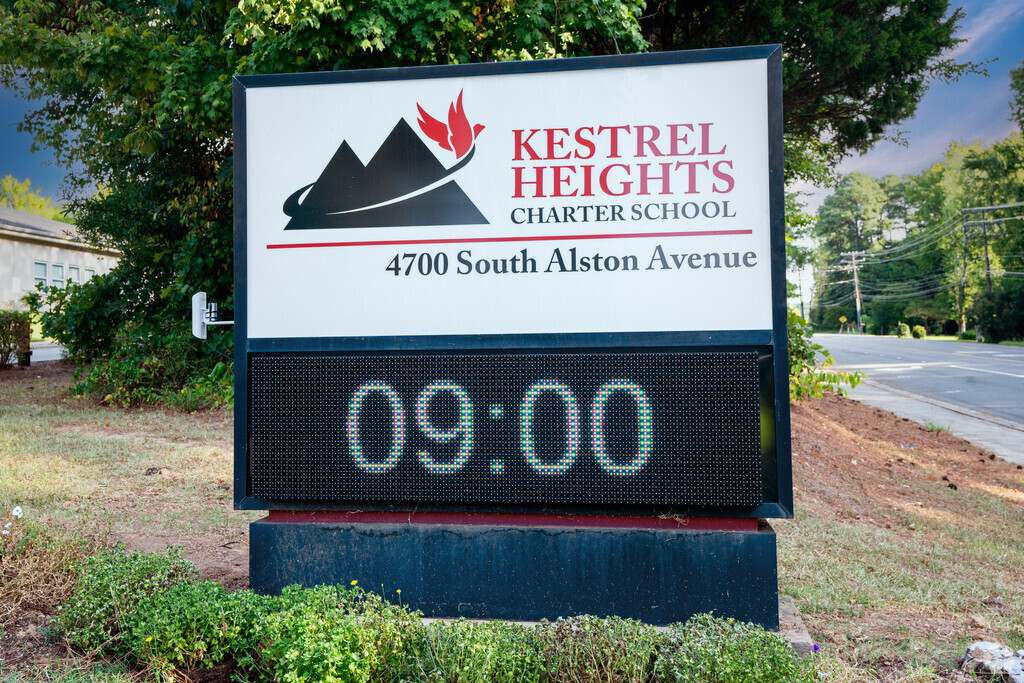 KESTREL
HEIGHTS
CHARTER SCHOOL
4700 South Alston Avenue
09:00